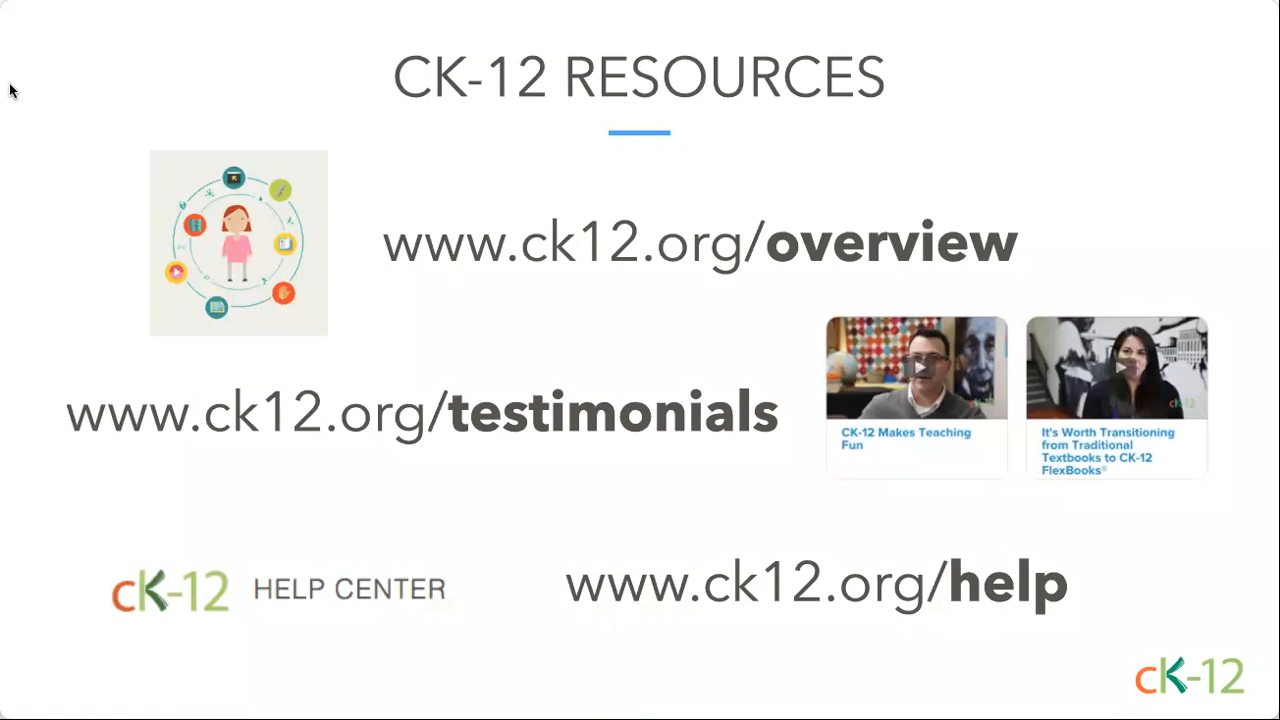 CK-12 RESOURCES
www.ck12.org/overview
www.ck12.org/testimonials
CK-12 Makes Teaching
Fun
It's Worth Transitioning
from Traditional
Textbooks to CK-12
FlexBooks®
cK-12 HELP CENTER
www.ck12.org/help
cK-12